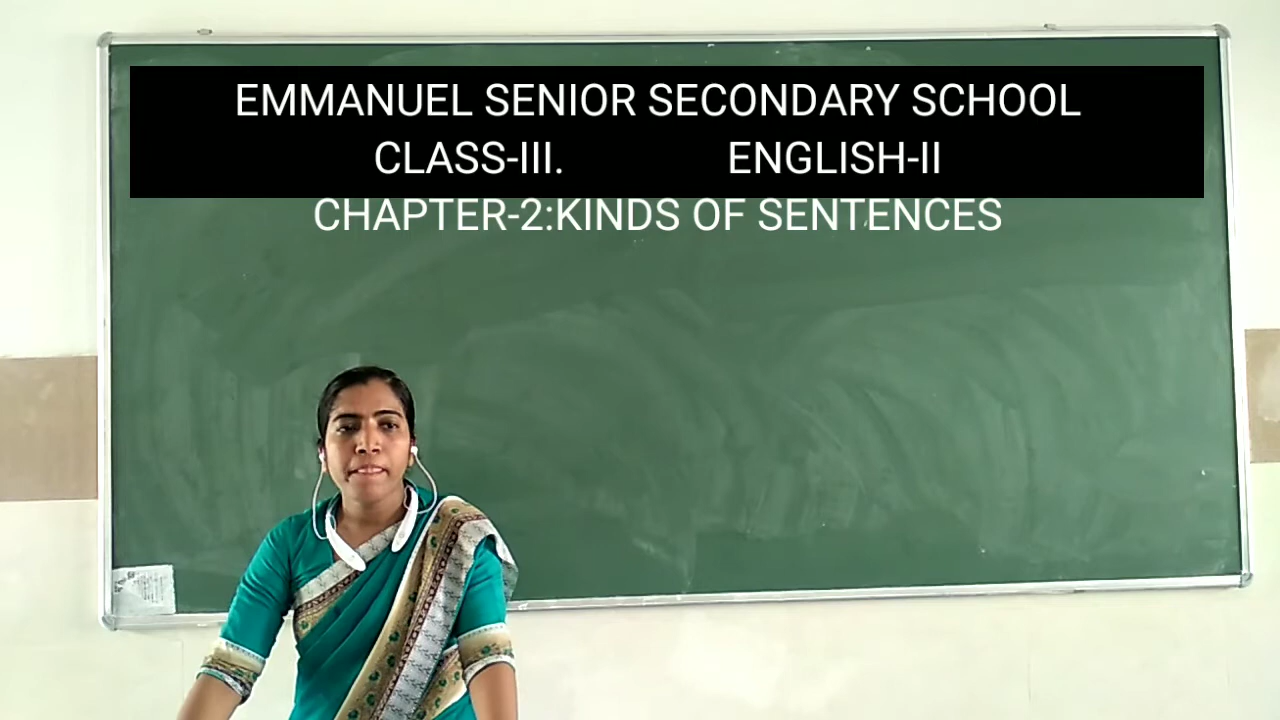 EMMANUEL SENIOR SECONDARY SCHOOL
CLASS-III. ENGLISH-II
CHAPTER-2:KINDS OF SENTENCES